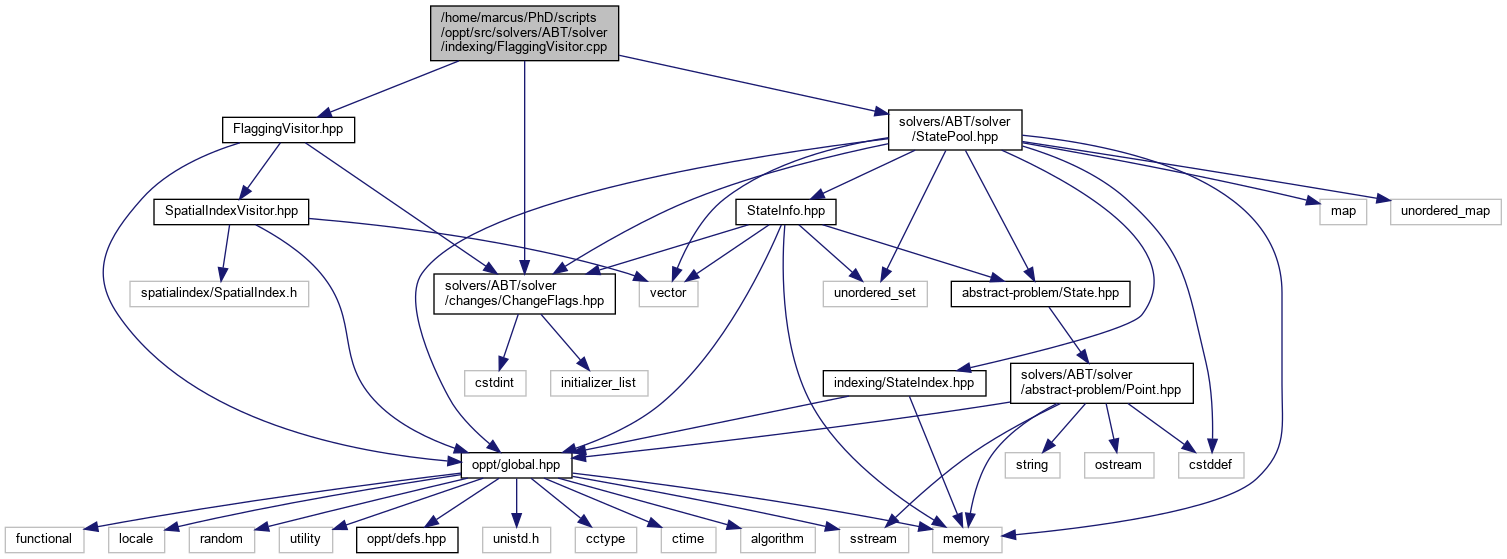 /home/marcus/PhD/scripts
/oppt/src/solvers/ABT/solver
/indexing/FlaggingVisitor.cpp
FlaggingVisitor.hpp
solvers/ABT/solver
/StatePool.hpp
SpatialIndexVisitor.hpp
StateInfo.hpp
map
unordered_map
spatialindex/SpatialIndex.h
solvers/ABT/solver
/changes/ChangeFlags.hpp
vector
unordered_set
abstract-problem/State.hpp
cstdint
initializer_list
indexing/StateIndex.hpp
solvers/ABT/solver
/abstract-problem/Point.hpp
oppt/global.hpp
string
ostream
cstddef
functional
locale
random
utility
oppt/defs.hpp
unistd.h
cctype
ctime
algorithm
sstream
memory